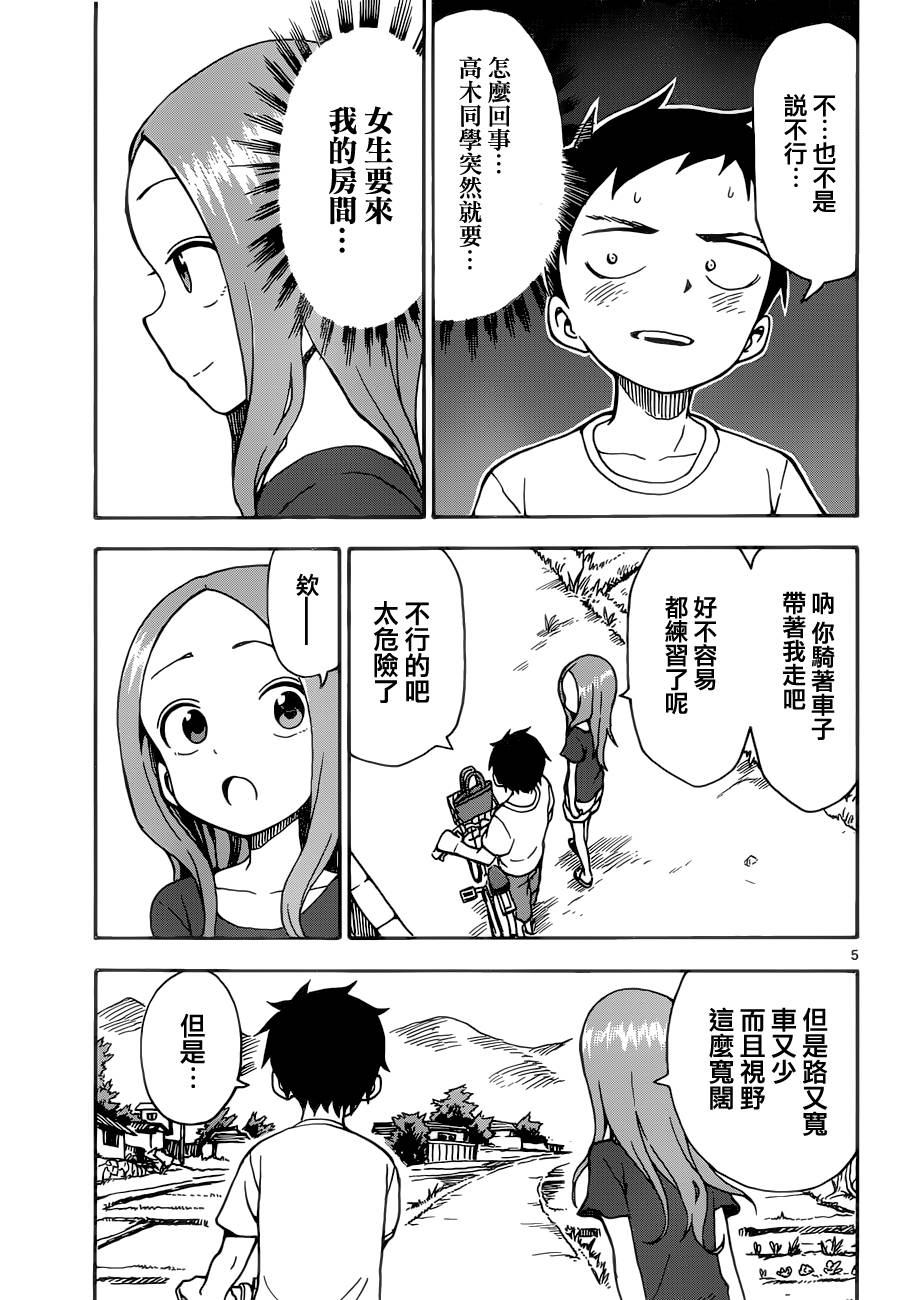 不…也不是
説不行…
怎麼回事…
高木同學突然就要…
女生要來
我的房間…
吶 你騎著車子
帶著我走吧
好不容易
都練習了呢
不行的吧
太危險了
欸——
5
但是路又寬
車又少
而且視野
這麼寬闊
但是…